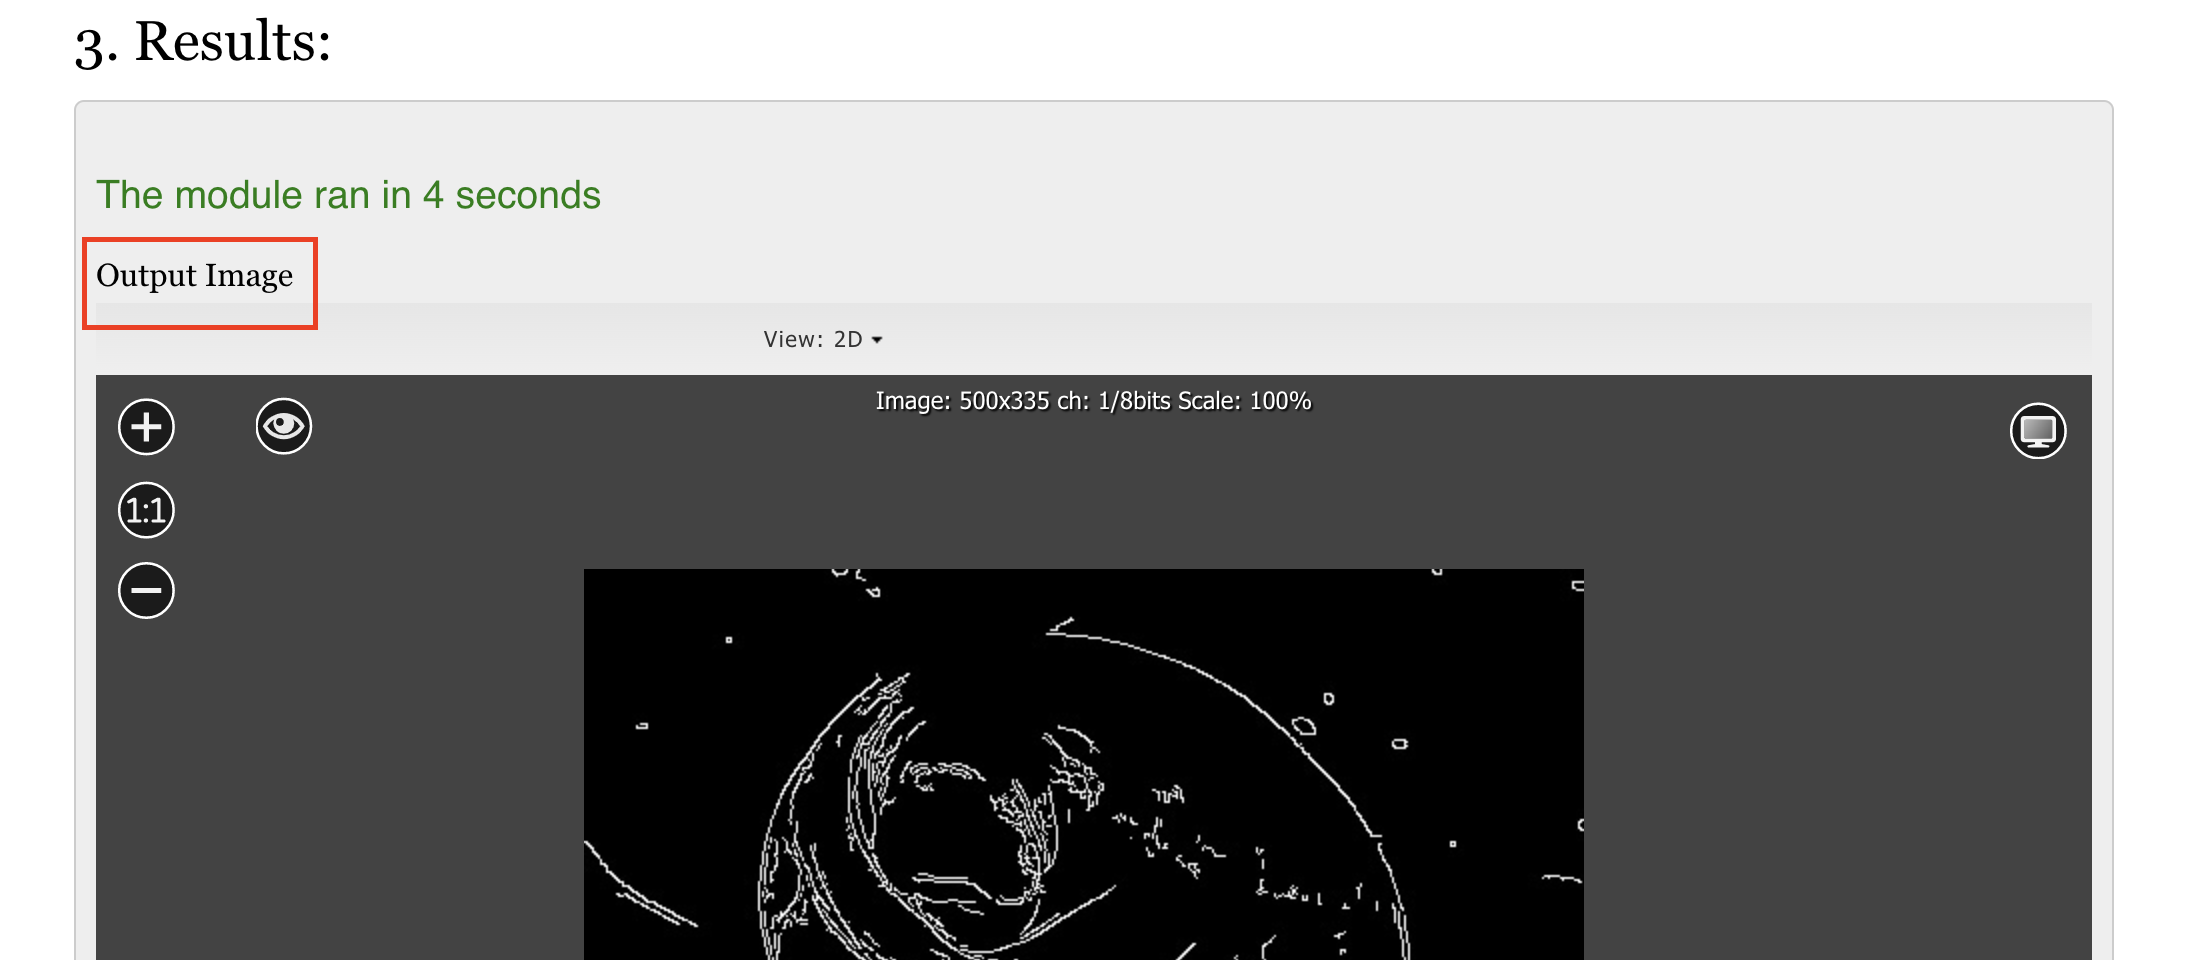 3. Results:
The module ran in 4 seconds
Output Image
View: 2D
Image: 500x335 ch: 1/8bits Scale: 100%
1:1